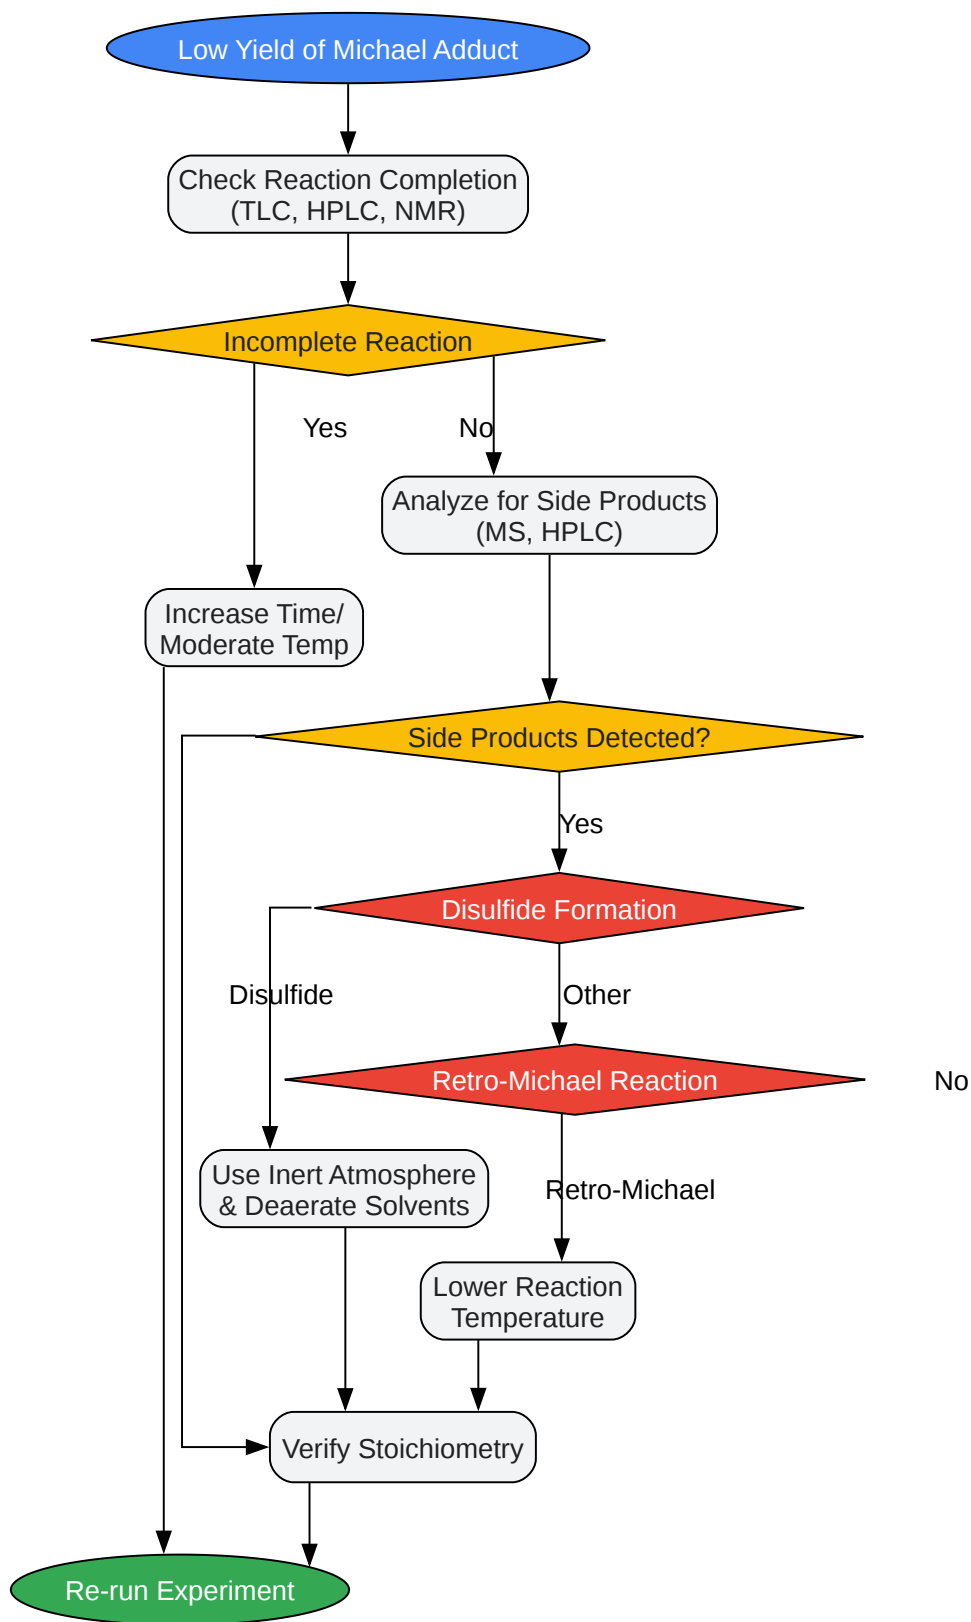 Low Yield of Michael Adduct
Check Reaction Completion
(TLC, HPLC, NMR)
Incomplete Reaction
Yes
No
Analyze for Side Products
(MS, HPLC)
Increase Time/
Moderate Temp
Side Products Detected?
Yes
Disulfide Formation
Disulfide
Other
Retro-Michael Reaction
No
Use Inert Atmosphere
& Deaerate Solvents
Retro-Michael
Lower Reaction
Temperature
Verify Stoichiometry
Re-run Experiment